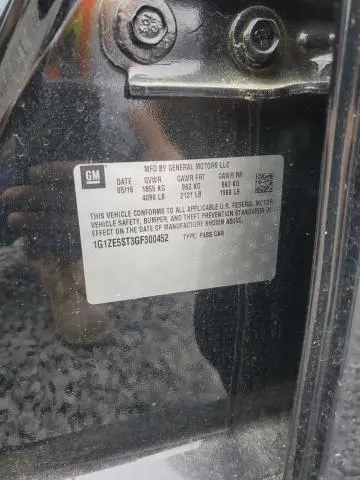 GM
MFD BY GENERAL MOTORS LLC
DATE GVWR GAWR FRT GAWR RR
05/16 1855 KG 962 KG 893 KG
4090 LB 2121 LB 1968 LB
THIS VEHICLE CONFORMS TO ALL APPLICABLE U.S. FEDERAL MOTOR
VEHICLE SAFETY, BUMPER, AND THEFT PREVENTION STANDARDS IN
EFFECT ON THE DATE OF MANUFACTURE SHOWN ABOVE.
1G1ZE5ST3GF300452 TYPE: PASS CAR